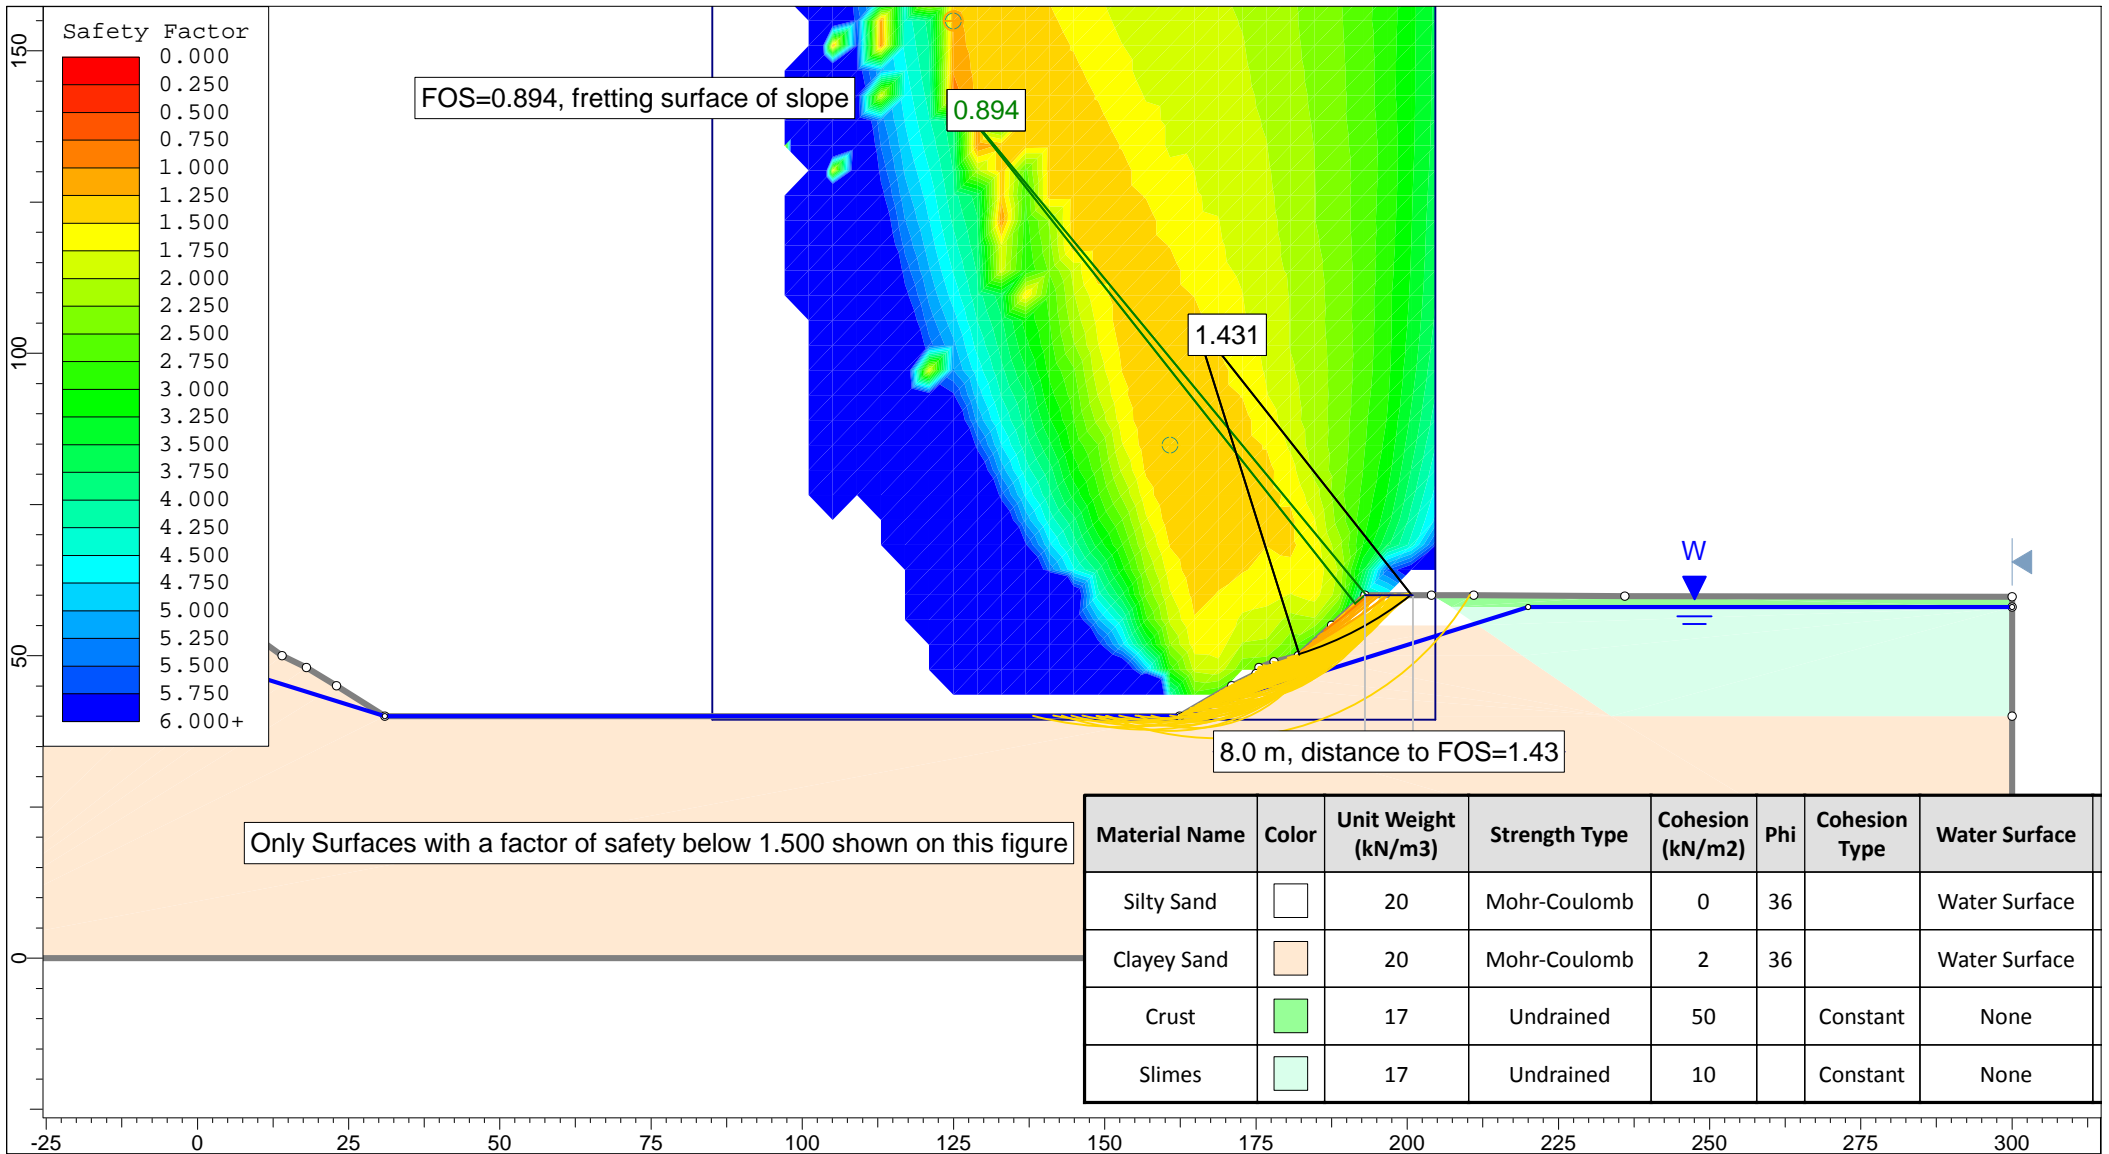 Safety Factor
0.000
0.250
0.500
0.750
1.000
1.250
1.500
1.750
2.000
2.250
2.500
2.750
3.000
3.250
3.500
3.750
4.000
4.250
4.500
4.750
5.000
5.250
5.500
5.750
6.000+
150
100
50
0
FOS=0.894, fretting surface of slope
0.894
1.431
W
8.0 m, distance to FOS=1.43
Only Surfaces with a factor of safety below 1.500 shown on this figure
Material Name Color Unit Weight (kN/m3) Strength Type Cohesion (kN/m2) Phi Cohesion Type Water Surface
Silty Sand 20 Mohr-Coulomb 0 36 Water Surface
Clayey Sand 20 Mohr-Coulomb 2 36 Water Surface
Crust 17 Undrained 50 Constant None
Slimes 17 Undrained 10 Constant None
-25 0 25 50 75 100 125 150 175 200 225 250 275 300